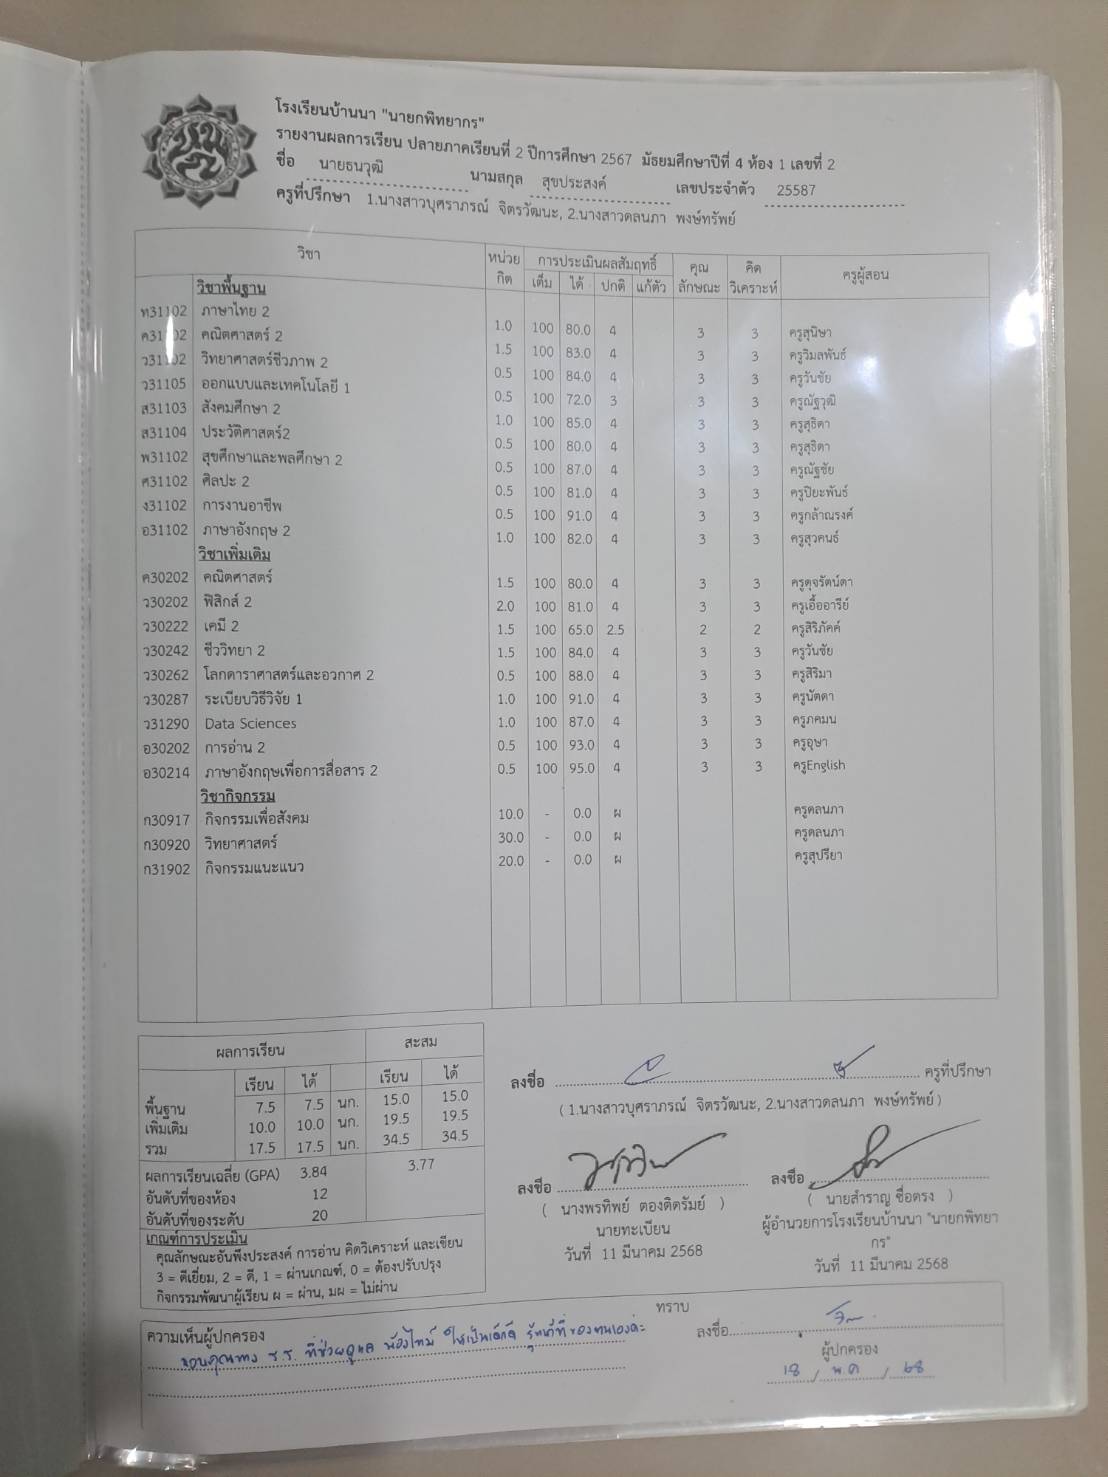 โรงเรียนบ้านนา "นายกพิทยากร"
รายงานผลการเรียน ปลายภาคเรียนที่ 2 ปีการศึกษา 2567 มัธยมศึกษาปีที่ 4 ห้อง 1 เลขที่ 2
ชื่อ นายธนวุฒิ นามสกุล สุขประสงค์ เลขประจำตัว 25587
ครูที่ปรึกษา 1.นางสาวบุศราภรณ์ จิตรวัฒนะ, 2.นางสาวดลนภา พงษ์ทรัพย์
วิชา หน่วยกิต การประเมินผลสัมฤทธิ์ คุณลักษณะ คิดวิเคราะห์ ครูผู้สอน
เต็ม ได้ ปกติ แก้ตัว
วิชาพื้นฐาน
ท31102 ภาษาไทย 2 1.0 100 80.0 4 3 3 ครูสุนิษา
ค31102 คณิตศาสตร์ 2 1.5 100 83.0 4 3 3 ครูวิมลพันธ์
ว31102 วิทยาศาสตร์ชีวภาพ 2 0.5 100 84.0 4 3 3 ครูวันชัย
ว31105 ออกแบบและเทคโนโลยี 1 0.5 100 72.0 3 3 3 ครูณัฐวุฒิ
ส31103 สังคมศึกษา 2 1.0 100 85.0 4 3 3 ครูสุธิดา
ส31104 ประวัติศาสตร์2 0.5 100 80.0 4 3 3 ครูสุธิดา
พ31102 สุขศึกษาและพลศึกษา 2 0.5 100 87.0 4 3 3 ครูณัฐชัย
ศ31102 ศิลปะ 2 0.5 100 81.0 4 3 3 ครูปิยะพันธ์
ง31102 การงานอาชีพ 0.5 100 91.0 4 3 3 ครูกล้าณรงค์
อ31102 ภาษาอังกฤษ 2 1.0 100 82.0 4 3 3 ครูสุวคนธ์
วิชาเพิ่มเติม
ค30202 คณิตศาสตร์ 1.5 100 80.0 4 3 3 ครูดุจรัตน์ดา
ว30202 ฟิสิกส์ 2 2.0 100 81.0 4 3 3 ครูเอื้ออารีย์
ว30222 เคมี 2 1.5 100 65.0 2.5 2 2 ครูสิริภัคค์
ว30242 ชีววิทยา 2 1.5 100 84.0 4 3 3 ครูวันชัย
ว30262 โลกดาราศาสตร์และอวกาศ 2 0.5 100 88.0 4 3 3 ครูสิริมา
ว30287 ระเบียบวิธีวิจัย 1 1.0 100 91.0 4 3 3 ครูนัตดา
ว31290 Data Sciences 1.0 100 87.0 4 3 3 ครูภคมน
อ30202 การอ่าน 2 0.5 100 93.0 4 3 3 ครูอุษา
อ30214 ภาษาอังกฤษเพื่อการสื่อสาร 2 0.5 100 95.0 4 3 3 ครูEnglish
วิชากิจกรรม
ก30917 กิจกรรมเพื่อสังคม 10.0 - 0.0 ผ ครูดลนภา
ก30920 วิทยาศาสตร์ 30.0 - 0.0 ผ ครูดลนภา
ก31902 กิจกรรมแนะแนว 20.0 - 0.0 ผ ครูสุปรียา
ผลการเรียน สะสม
เรียน ได้ เรียน ได้
พื้นฐาน 7.5 7.5 นก. 15.0 15.0
เพิ่มเติม 10.0 10.0 นก. 19.5 19.5
รวม 17.5 17.5 นก. 34.5 34.5
ผลการเรียนเฉลี่ย (GPA) 3.84 3.77
อันดับที่ของห้อง 12
อันดับที่ของระดับ 20
เกณฑ์การประเมิน
คุณลักษณะอันพึงประสงค์ การอ่าน คิดวิเคราะห์ และเขียน
3 = ดีเยี่ยม, 2 = ดี, 1 = ผ่านเกณฑ์, 0 = ต้องปรับปรุง
กิจกรรมพัฒนาผู้เรียน ผ = ผ่าน, มผ = ไม่ผ่าน
ลงชื่อ ครูที่ปรึกษา
( 1.นางสาวบุศราภรณ์ จิตรวัฒนะ, 2.นางสาวดลนภา พงษ์ทรัพย์ )
ลงชื่อ
( นางพรทิพย์ ตองติดรัมย์ )
นายทะเบียน
วันที่ 11 มีนาคม 2568
ลงชื่อ
( นายสำราญ ชื่อตรง )
ผู้อำนวยการโรงเรียนบ้านนา "นายกพิทยา
กร"
วันที่ 11 มีนาคม 2568
ทราบ
ความเห็นผู้ปกครอง
ขอบคุณทาง ร.ร. ที่ช่วยดูแล ให้เป็นเด็กดี รู้หน้าที่ของตนเองค่ะ
ลงชื่อ
ผู้ปกครอง
18 / พ.ค / 68